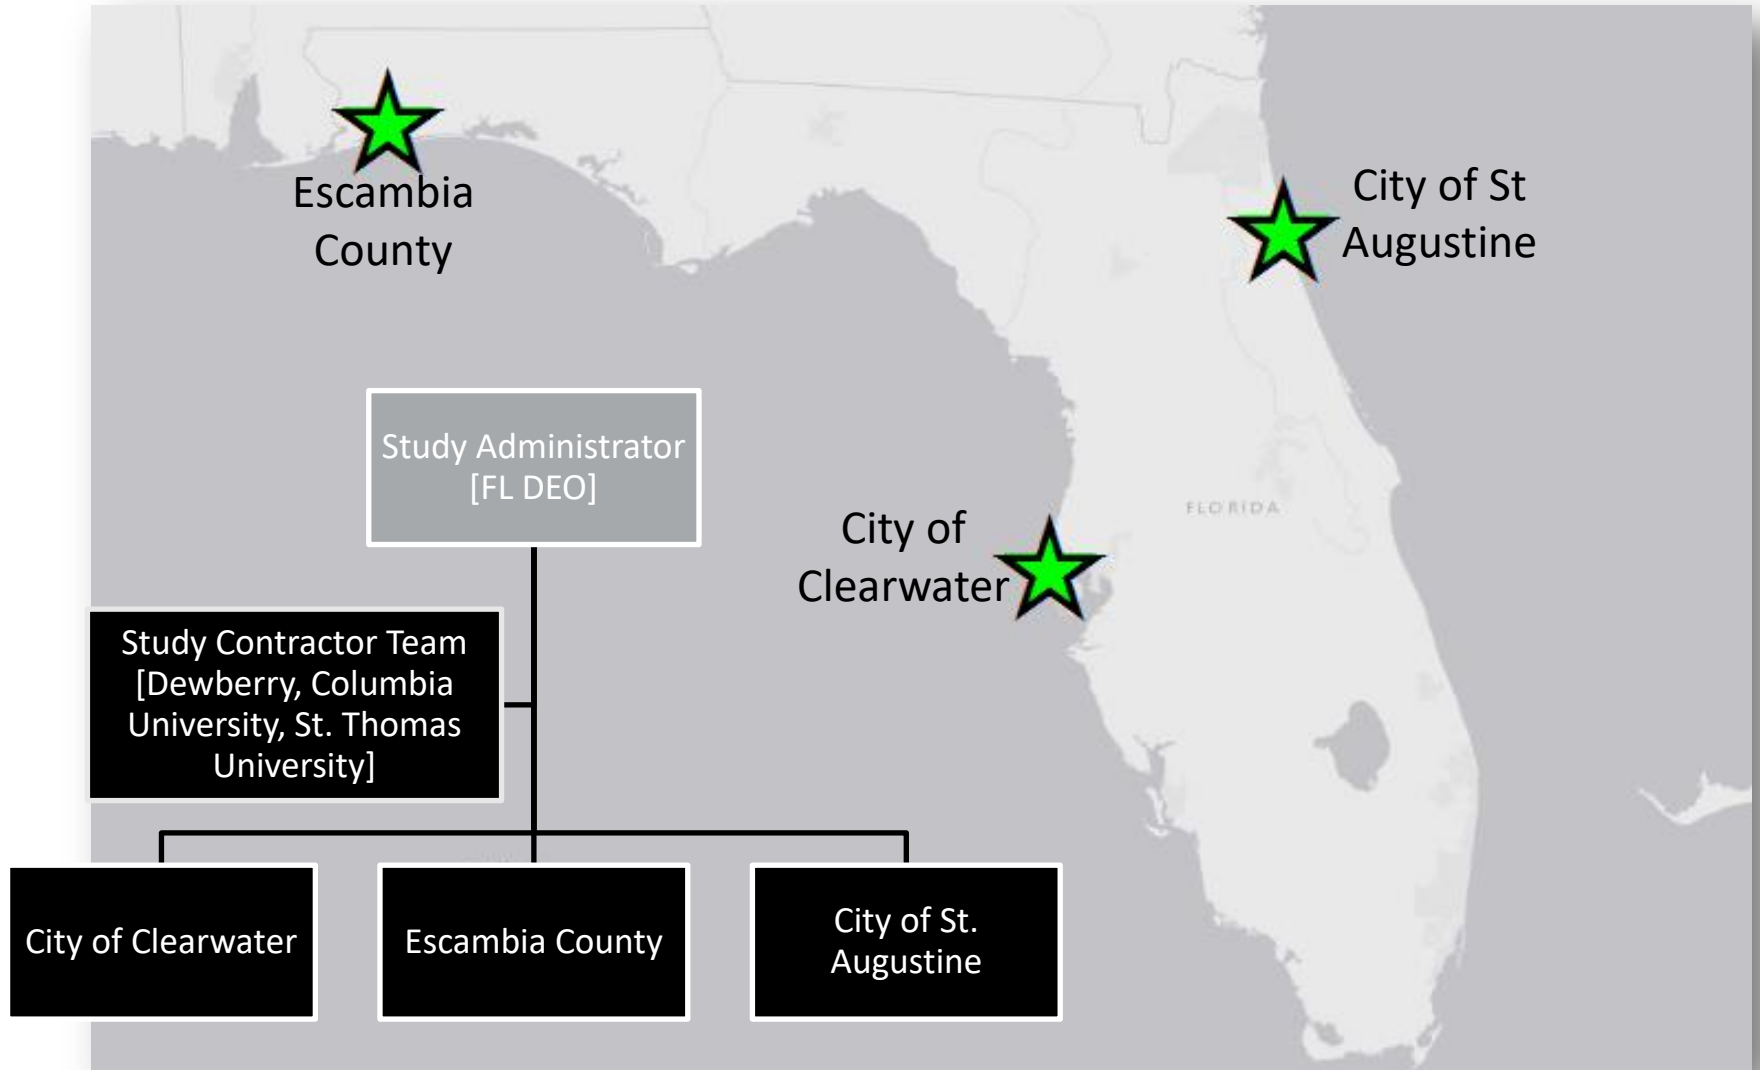 Escambia
County
City of St
Augustine
Study Administrator
[FL DEO]
FLORIDA
City of
Clearwater
Study Contractor Team
[Dewberry, Columbia
University, St. Thomas
University]
City of Clearwater
Escambia County
City of St.
Augustine